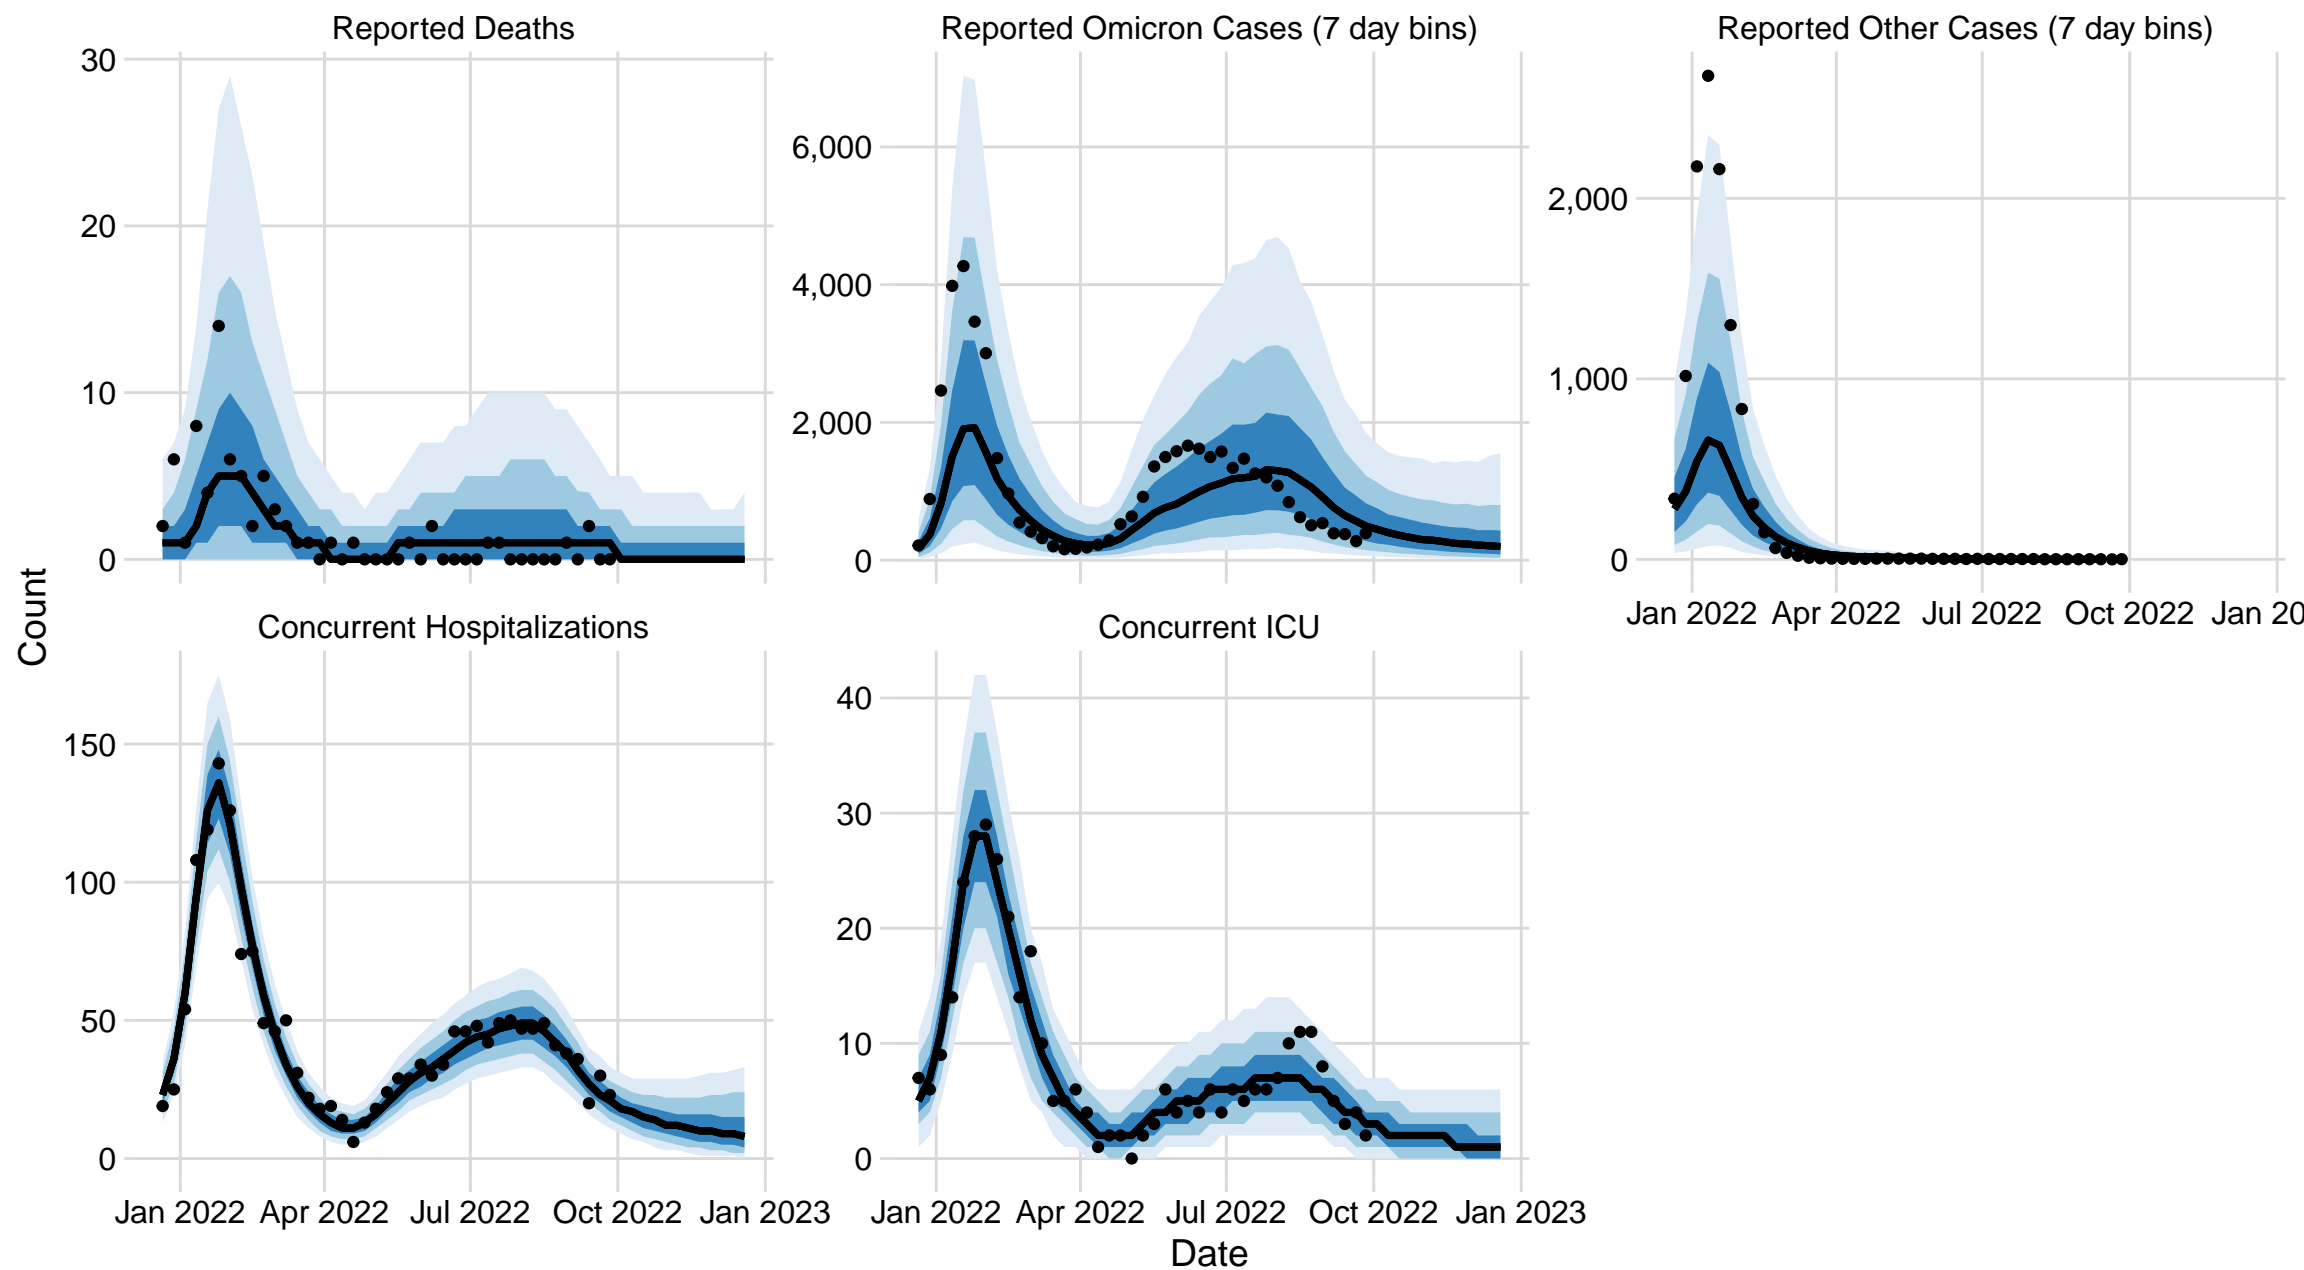 Reported Deaths
Reported Omicron Cases (7 day bins)
Reported Other Cases (7 day bins)
30
20
10
0
6,000
4,000
2,000
0
2,000
1,000
0
Jan 2022 Apr 2022 Jul 2022 Oct 2022 Jan 20
Count
Concurrent Hospitalizations
Concurrent ICU
150
100
50
0
40
30
20
10
0
Jan 2022 Apr 2022 Jul 2022 Oct 2022 Jan 2023
Jan 2022 Apr 2022 Jul 2022 Oct 2022 Jan 2023
Date